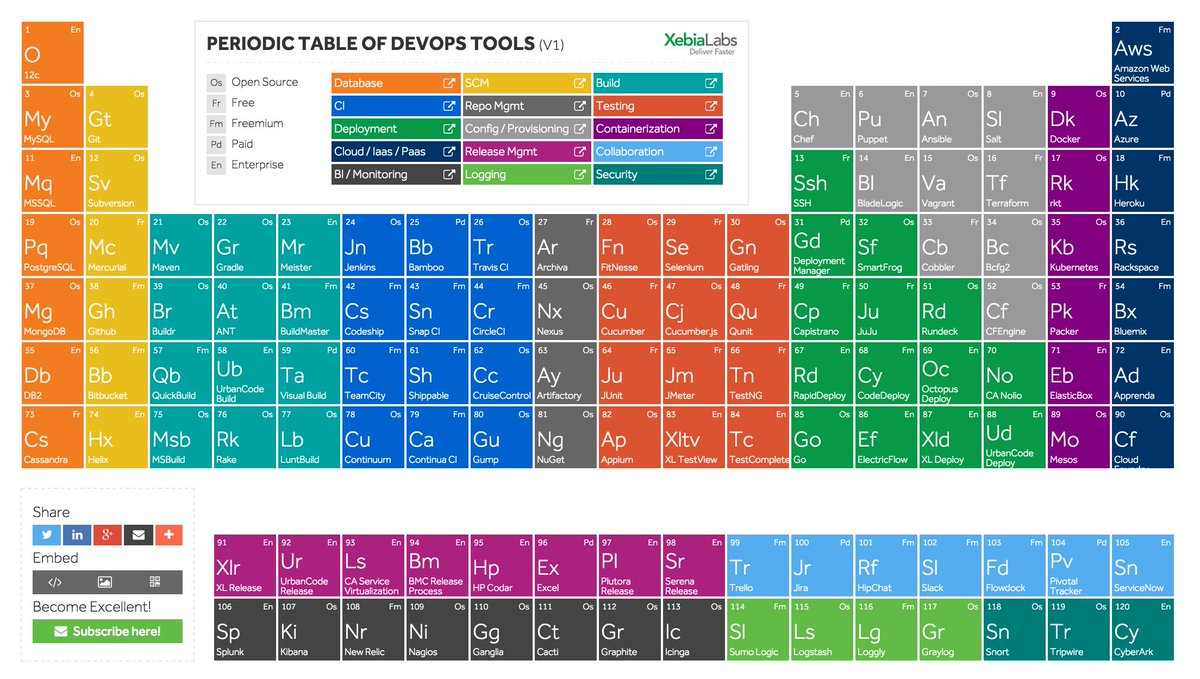 1 En
O
12c
PERIODIC TABLE OF DEVOPS TOOLS (V1)
XebiaLabs
Deliver Faster
Os Open Source
Fr Free
Fm Freemium
Pd Paid
En Enterprise
Database SCM Build
CI Repo Mgmt Testing
Deployment Config / Provisioning Containerization
Cloud / Iaas / Paas Release Mgmt Collaboration
BI / Monitoring Logging Security
2 Fm
Aws
Amazon Web
Services
3 Os 4 Os 5 En 6 En 7 Os 8 En 9 Os 10 Pd
My Gt Ch Pu An Sl Dk Az
MySQL Git Chef Puppet Ansible Salt Docker Azure
11 En 12 Os 13 Fr 14 En 15 Os 16 Fr 17 Os 18 Fm
Mq Sv Ssh Bl Va Tf Rk Hk
MSSQL Subversion SSH BladeLogic Vagrant Terraform rkt Heroku
19 Os 20 Fr 21 Os 22 Os 23 En 24 Os 25 Pd 26 Os 27 Fr 28 Os 29 Fr 30 Os 31 Pd 32 Os 33 Fr 34 Os 35 Os 36 En
Pq Mc Mv Gr Mr Jn Bb Tr Ar Fn Se Gn Gd Sf Cb Bc Kb Rs
PostgreSQL Mercurial Maven Gradle Meister Jenkins Bamboo Travis CI Archiva FitNesse Selenium Gatling Deployment Manager SmartFrog Cobbler Bcfg2 Kubernetes Rackspace
37 Os 38 Fm 39 Os 40 Os 41 Fm 42 Fm 43 Fm 44 Fm 45 Os 46 Fr 47 Os 48 Fr 49 Fr 50 Fr 51 Os 52 Os 53 Fr 54 Fm
Mg Gh Br At Bm Cs Sn Cr Nx Cu Cj Qu Cp Ju Rd Cf Pk Bx
MongoDB Github Buildr ANT BuildMaster Codeship Snap CI CircleCI Nexus Cucumber Cucumber.js Qunit Capistrano JuJu Rundeck CFEngine Packer Bluemix
55 En 56 Fm 57 Fm 58 En 59 Pd 60 Fm 61 Fm 62 Os 63 En 64 Fr 65 Fr 66 Fr 67 En 68 Fr 69 En 70 71 En 72 En
Db Bb Qb Ub Ta Tc Sh Cc Ay Ju Jm Tn Rd Cy Oc No Eb Ad
DB2 Bitbucket QuickBuild UrbanCode Build Visual Build TeamCity Shippable CruiseControl Artifactory JUnit JMeter TestNG RapidDeploy CodeDeploy Octopus Deploy CA Nolio ElasticBox Apprenda
73 Fr 74 En 75 Os 76 Os 77 Fr 78 Os 79 Os 80 Os 81 Os 82 Os 83 En 84 En 85 Os 86 En 87 En 88 En 89 Os 90 Os
Cs Hx Msb Rk Lb Cu Ca Gu Ng Ap Xltv Tc Go Ef Xld Ud Mo Cf
Cassandra Helix MSBuild Rake LuntBuild Continuum Continua CI Gump NuGet Appium XL TestView TestComplete Go ElectricFlow XL Deploy UrbanCode Deploy Mesos Cloud
Share
Embed
Become Excellent!
Subscribe here!
91 En 92 En 93 En 94 En 95 En 96 Pd 97 En 98 En 99 Fm 100 Pd 101 Fm 102 Fm 103 En 104 Pd 105 En
Xlr Ur Ls Bm Hp Ex Pl Sr Tr Jr Rf Sl Fd Pv Sn
XL Release UrbanCode Release CA Service Virtualization BMC Release Process HP Codar Excel Plutora Release Serena Release Trello Jira HipChat Slack Flowdock Pivotal Tracker ServiceNow
106 En 107 Os 108 Fm 109 Os 110 Os 111 Os 112 Os 113 Os 114 Fm 115 Os 116 Fm 117 Os 118 Os 119 Os 120 En
Sp Ki Nr Ni Gg Ct Gr Ic Sl Ls Lg Gr Sn Tr Cy
Splunk Kibana New Relic Nagios Ganglia Cacti Graphite Icinga Sumo Logic Logstash Loggly Graylog Snort Tripwire CyberArk